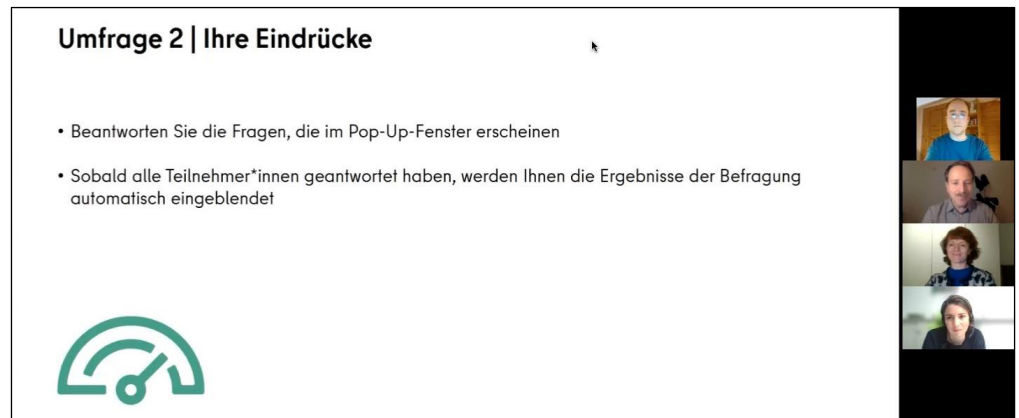 Umfrage 2 | Ihre Eindrücke
• Beantworten Sie die Fragen, die im Pop-Up-Fenster erscheinen
• Sobald alle Teilnehmer*innen geantwortet haben, werden Ihnen die Ergebnisse der Befragung
automatisch eingeblendet